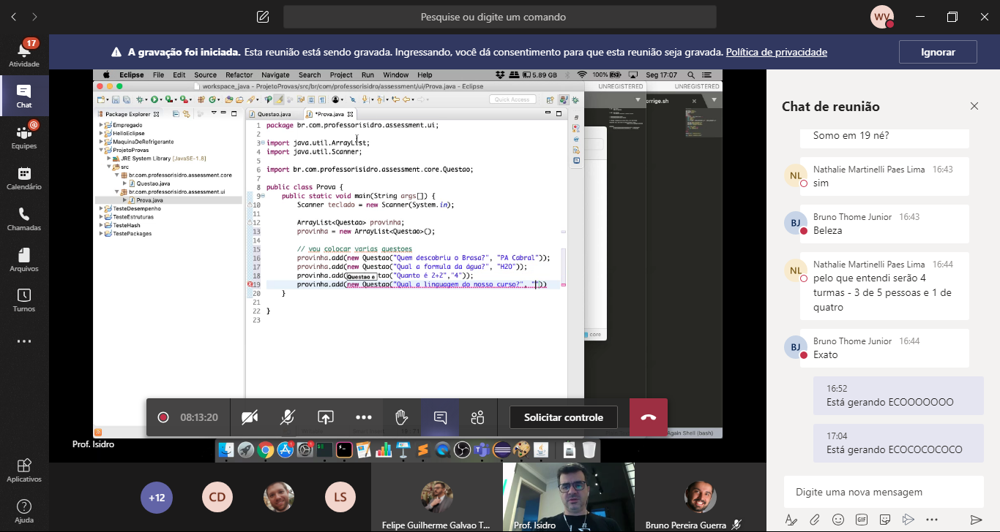 Pesquise ou digite um comando
WV
17
Atividade
Chat
Equipes
Calendário
Chamadas
Arquivos
Turnos
Aplicativos
Ajuda
A gravação foi iniciada. Esta reunião está sendo gravada. Ingressando, você dá consentimento para que esta reunião seja gravada. Política de privacidade
Ignorar
Eclipse File Edit Source Refactor Navigate Search Project Run Window Help
5.89 GB 100% Seg 17:07
workspace_java - ProjetoProvas/src/br/com/professorisidro/assessment/ui/Prova.java - Eclipse
UNREGISTERED
UNREGISTERED
Quick Access
orrige.sh
Package Explorer
Empregado
HelloEclipse
MaquinaDeRefrigerante
ProjetoProvas
JRE System Library [JavaSE-1.8]
src
br.com.professorisidro.assessment.core
Questao.java
br.com.professorisidro.assessment.ui
Prova.java
TesteDesempenho
TesteEstruturas
TesteHash
TestePackages
Questao.java
*Prova.java
1 package br.com.professorisidro.assessment.ui;
2
3 import java.util.ArrayList;
4 import java.util.Scanner;
5
6 import br.com.professorisidro.assessment.core.Questao;
7
8 public class Prova {
9 public static void main(String args[]) {
10 Scanner teclado = new Scanner(System.in);
11
12 ArrayList<Questao> provinha;
13 provinha = new ArrayList<Questao>();
14
15 // vou colocar varias questoes
16 provinha.add(new Questao("Quem descobriu o Brasa?", "PA Cabral"));
17 provinha.add(new Questao("Qual a formula da água?", "H2O"));
18 provinha.add( tao("Quanto é 2+2","4"));
Questao e
19 provinha.add(new Questao("Qual a linguagem do nosso curso?", ""))
20 }
21
22 }
23
core
08:13:20
Solicitar controle
Again Shell (bash)
Prof. Isidro
+12
CD
LS
Felipe Guilherme Galvao T...
Prof. Isidro
Bruno Pereira Guerra
Chat de reunião
Somo em 19 né?
NL
Nathalie Martinelli Paes Lima 16:43
sim
BJ
Bruno Thome Junior 16:43
Beleza
NL
Nathalie Martinelli Paes Lima 16:44
pelo que entendi serão 4
turmas - 3 de 5 pessoas e 1 de
quatro
BJ
Bruno Thome Junior 16:44
Exato
16:52
Está gerando ECOOOOOOO
17:04
Está gerando ECOCOCOCOCO
Digite uma nova mensagem
GIF